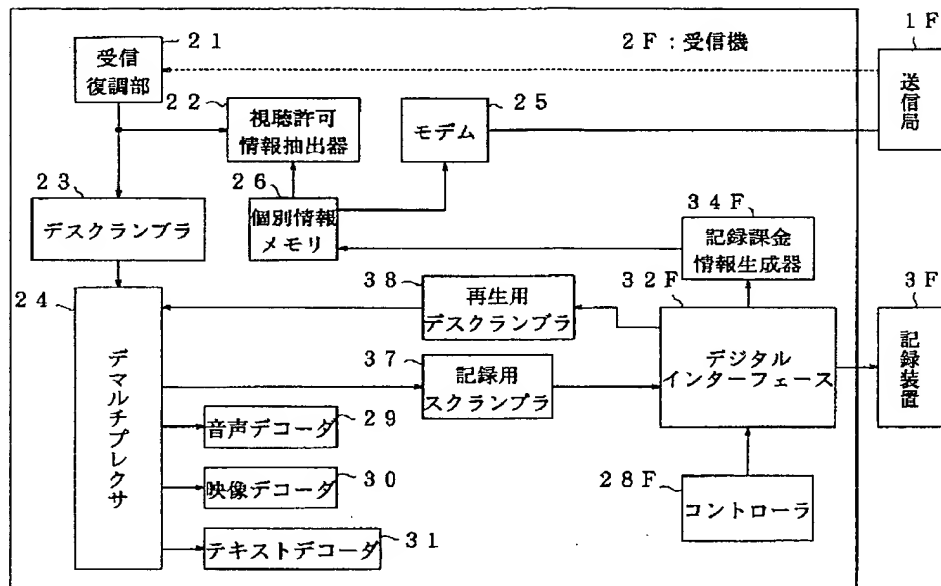 ２１
２Ｆ：受信機
１Ｆ
受信
復調部
送信局
２２
視聴許可
情報抽出器
２５
モデム
２３
デスクランブラ
２６
個別情報
メモリ
３４Ｆ
記録課金
情報生成器
２４
デマルチプレクサ
３８
再生用
デスクランブラ
３２Ｆ
デジタル
インターフェース
３Ｆ
記録装置
３７
記録用
スクランブラ
音声デコーダ
２９
映像デコーダ
３０
テキストデコーダ
３１
２８Ｆ
コントローラ